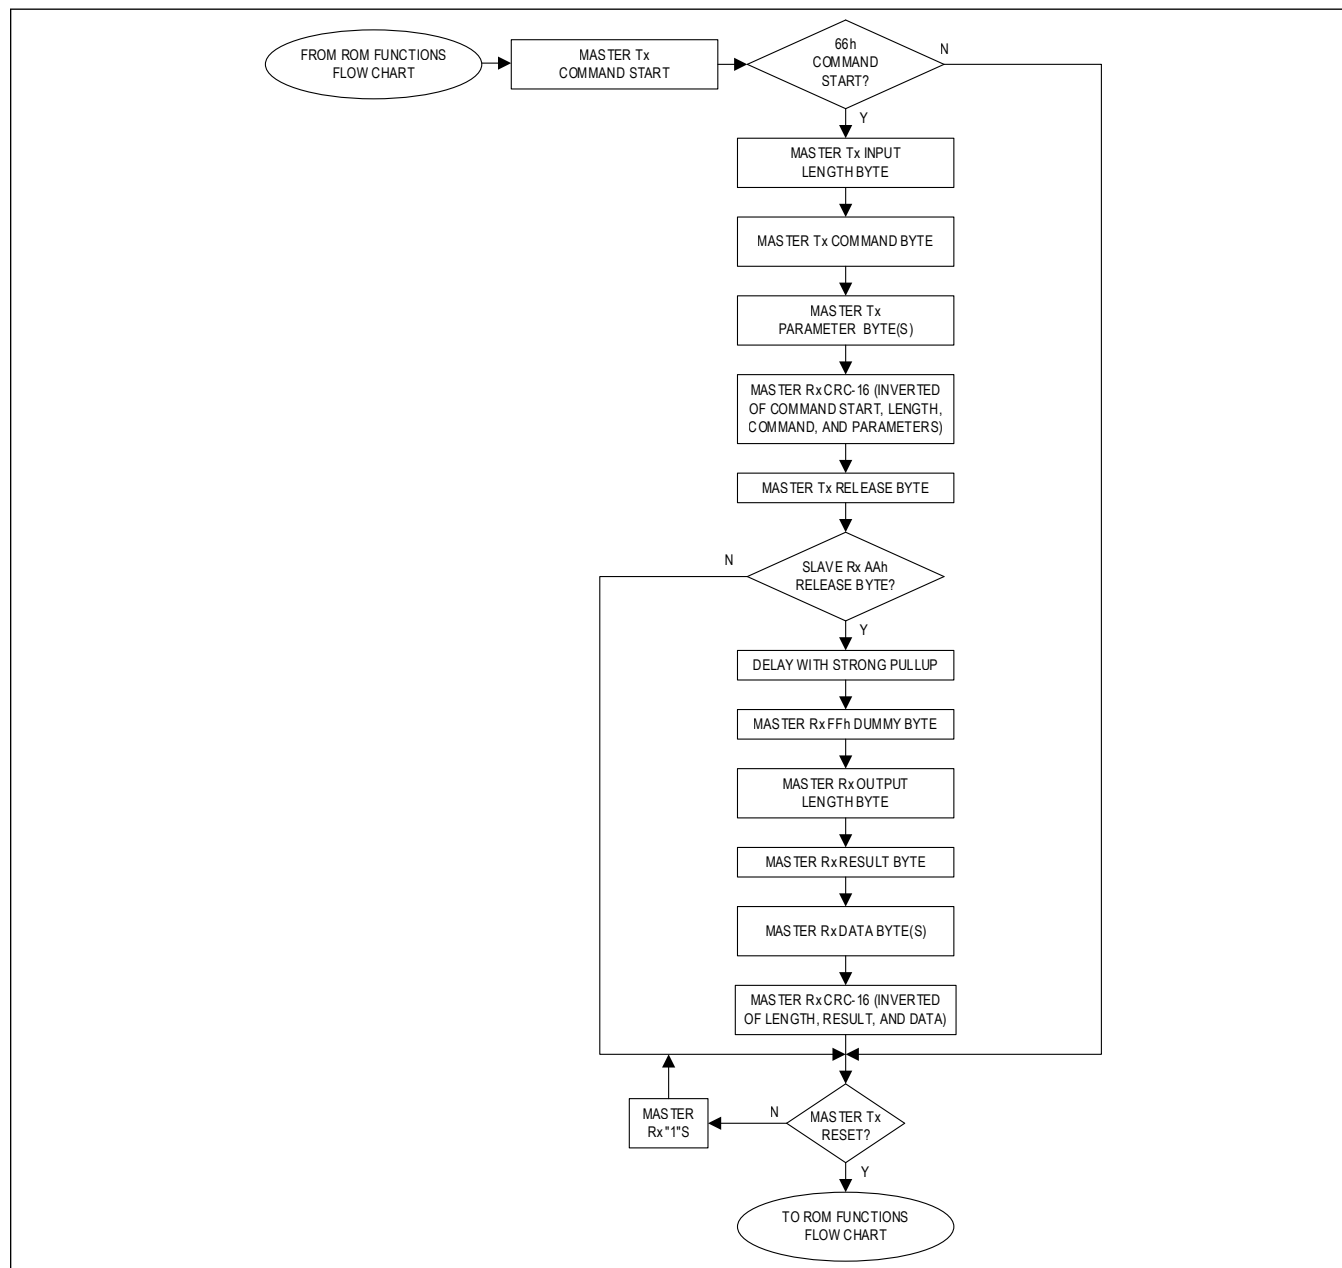 FROM ROM FUNCTIONS
FLOW CHART
MASTER Tx
COMMAND START
66h
COMMAND
START?
N
Y
MASTER Tx INPUT
LENGTH BYTE
MASTER Tx COMMAND BYTE
MASTER Tx
PARAMETER BYTE(S)
MASTER Rx CRC-16 (INVERTED
OF COMMAND START, LENGTH,
COMMAND, AND PARAMETERS)
MASTER Tx RELEASE BYTE
N
SLAVE Rx AAh
RELEASE BYTE?
Y
DELAY WITH STRONG PULLUP
MASTER Rx FFh DUMMY BYTE
MASTER Rx OUTPUT
LENGTH BYTE
MASTER Rx RESULT BYTE
MASTER Rx DATA BYTE(S)
MASTER Rx CRC-16 (INVERTED
OF LENGTH, RESULT, AND DATA)
MASTER
Rx "1"S
N
MASTER Tx
RESET?
Y
TO ROM FUNCTIONS
FLOW CHART